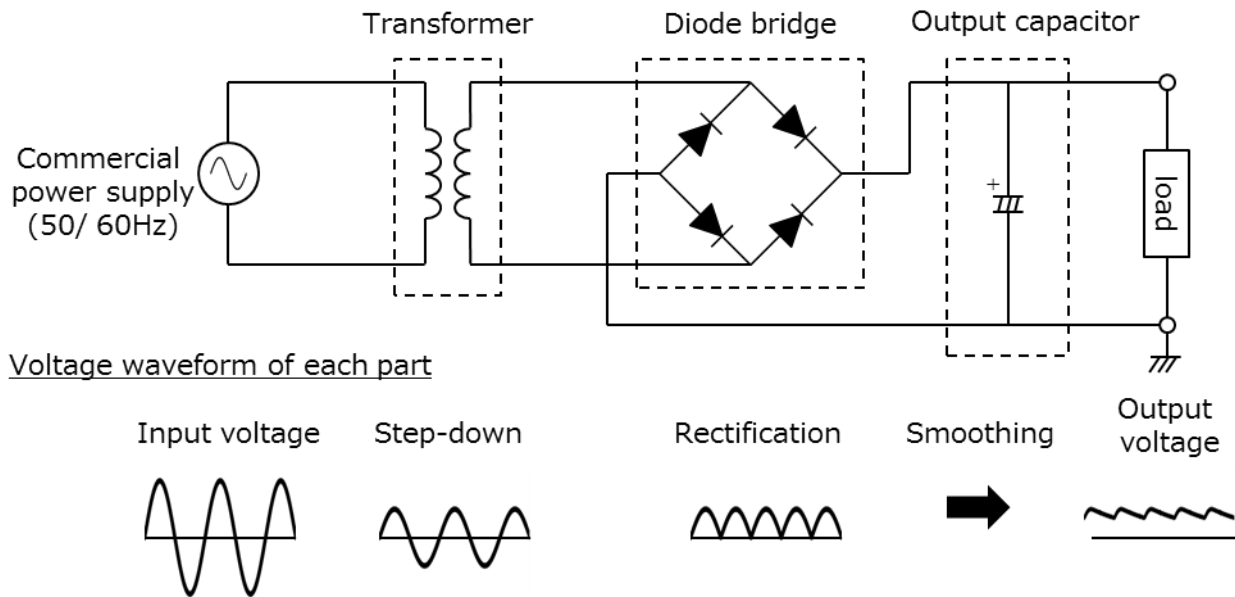 Transformer
Diode bridge
Output capacitor
Commercial
power supply
(50/ 60Hz)
+
load
Voltage waveform of each part
Input voltage
Step-down
Rectification
Smoothing
Output
voltage